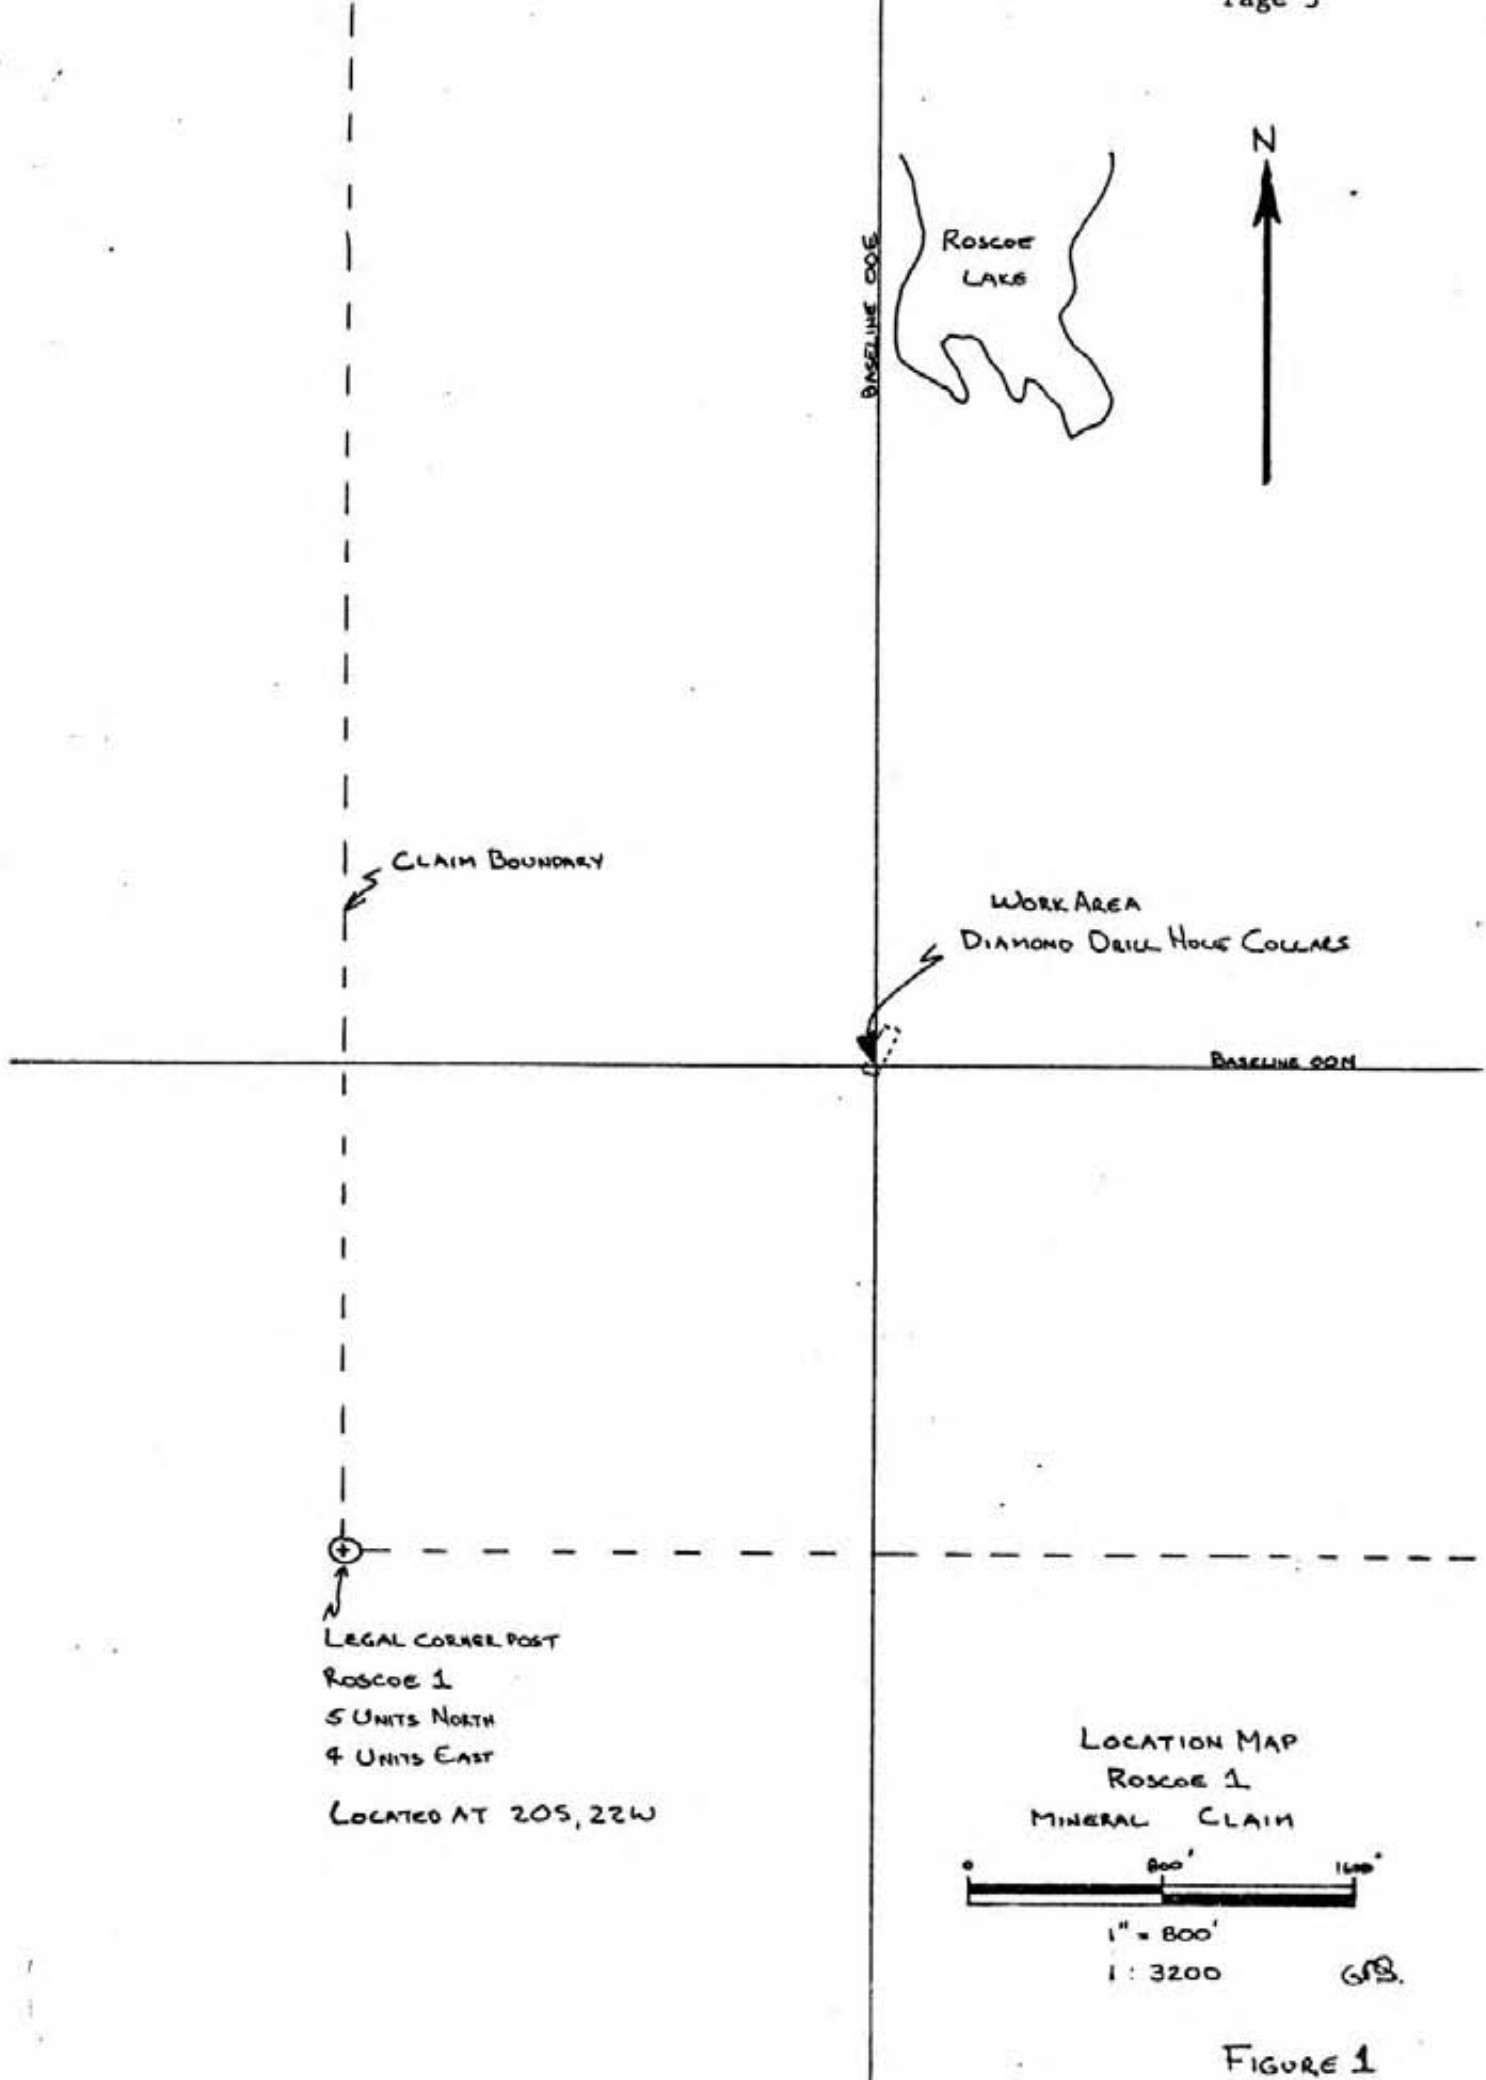 Page
N
ROSCOE
LAKE
BASELINE 00E
CLAIM BOUNDARY
WORK AREA
DIAMOND DRILL HOLE COLLARS
BASELINE 00N
LEGAL CORNER POST
ROSCOE 1
5 UNITS NORTH
4 UNITS EAST
LOCATED AT 20S, 22W
LOCATION MAP
ROSCOE 1
MINERAL CLAIM
0 800' 1600'
1" = 800'
1 : 3200
FIGURE 1